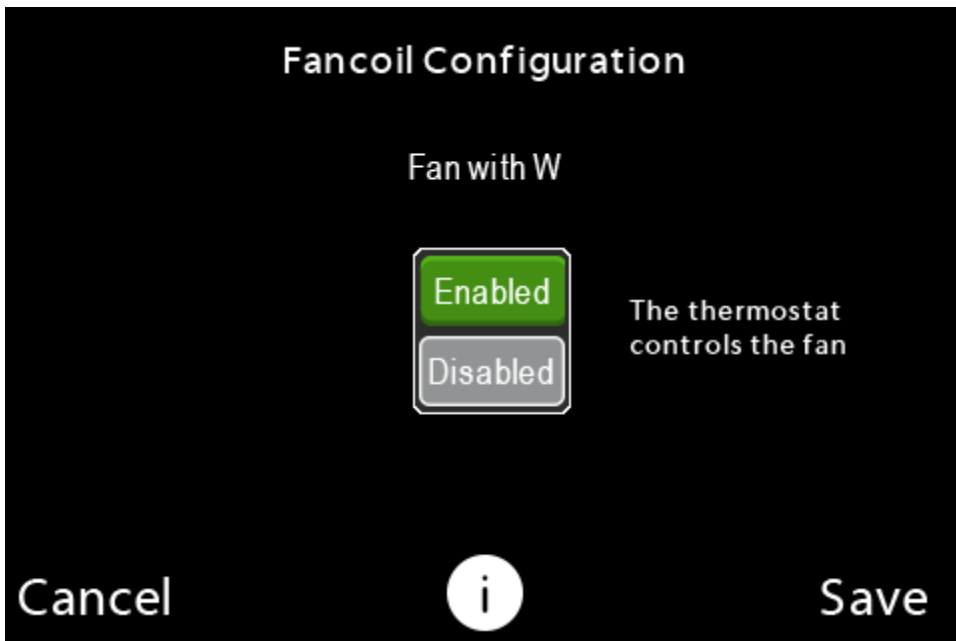 Fancoil Configuration
Fan with W
Enabled
Disabled
The thermostat
controls the fan
Cancel
i
Save